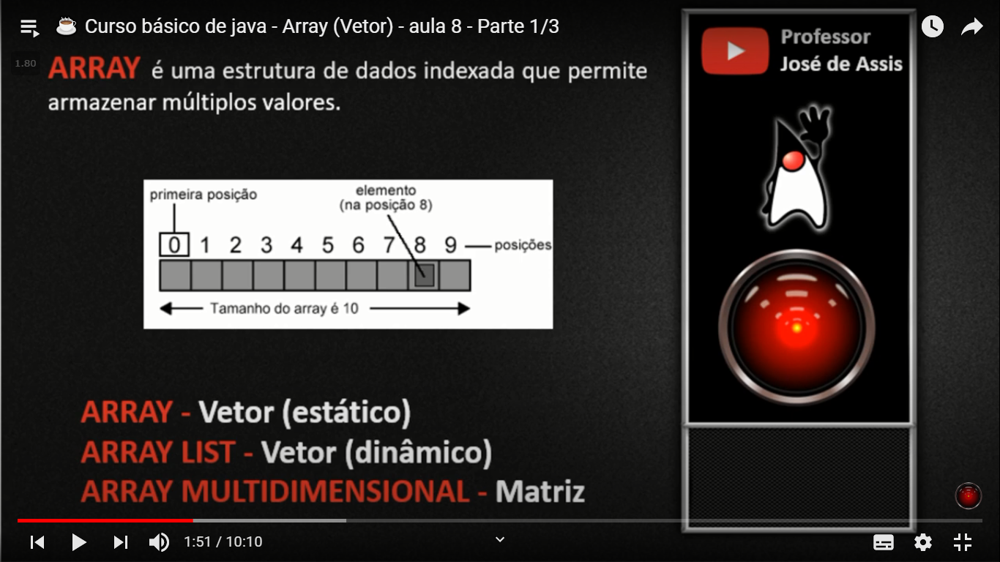 ☕ Curso básico de java - Array (Vetor) - aula 8 - Parte 1/3
1.80
ARRAY é uma estrutura de dados indexada que permite
armazenar múltiplos valores.
Professor
José de Assis
primeira posição
elemento
(na posição 8)
0 1 2 3 4 5 6 7 8 9 posições
Tamanho do array é 10
ARRAY - Vetor (estático)
ARRAY LIST - Vetor (dinâmico)
ARRAY MULTIDIMENSIONAL - Matriz
1:51 / 10:10